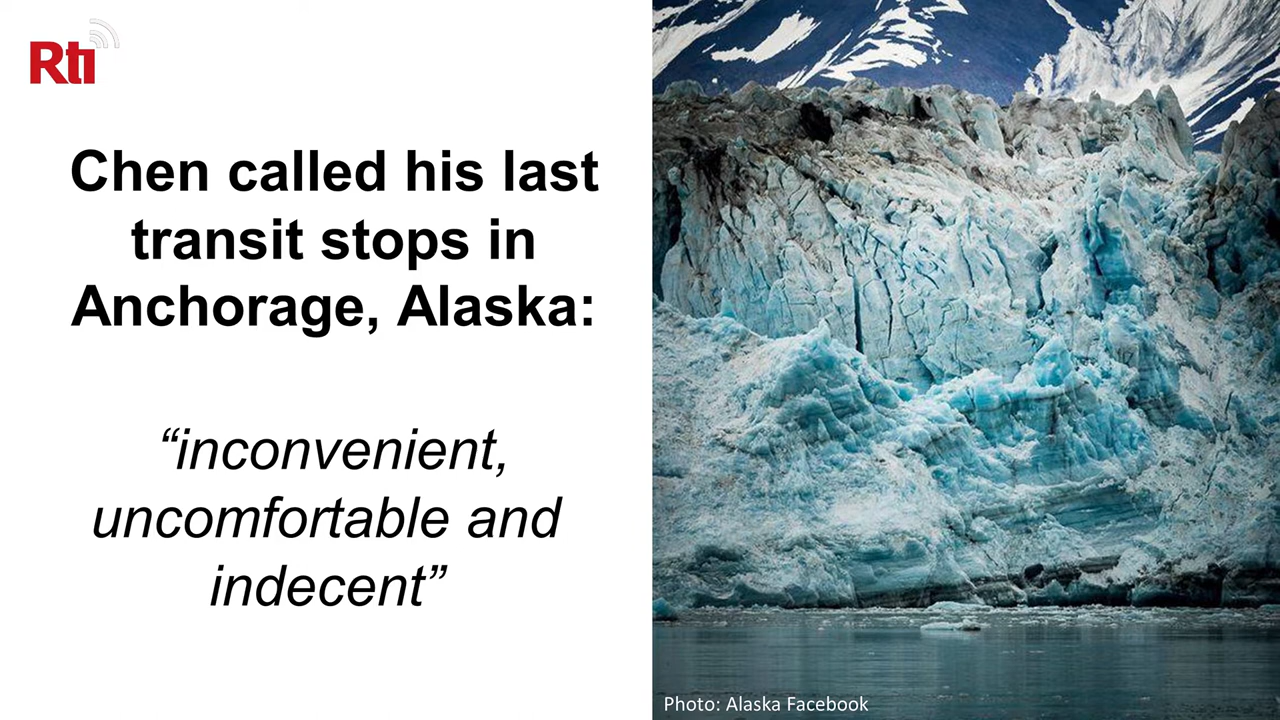 Rti
Chen called his last
transit stops in
Anchorage, Alaska:
“inconvenient,
uncomfortable and
indecent”
Photo: Alaska Facebook